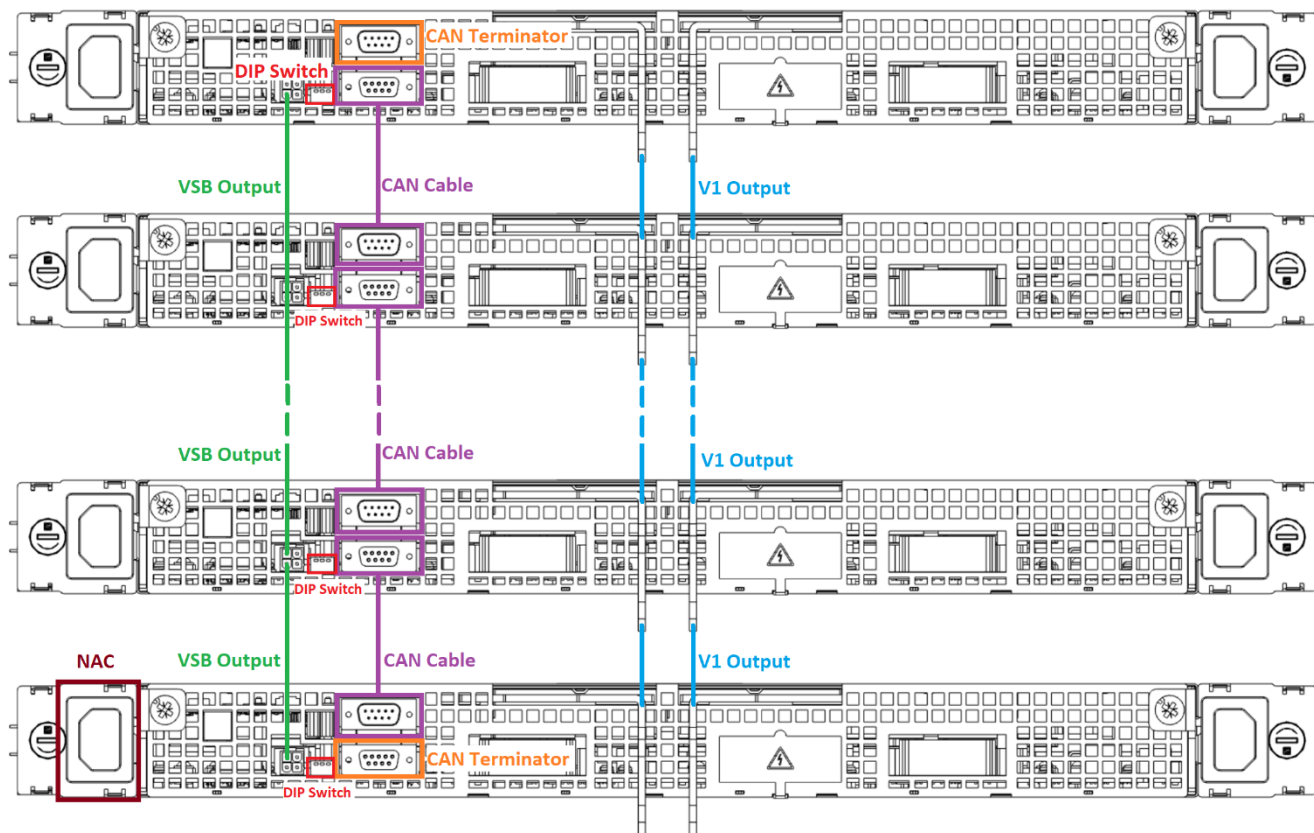 CAN Terminator
DIP Switch
VSB Output
CAN Cable
V1 Output
DIP Switch
VSB Output
CAN Cable
V1 Output
DIP Switch
NAC
VSB Output
CAN Cable
V1 Output
CAN Terminator
DIP Switch